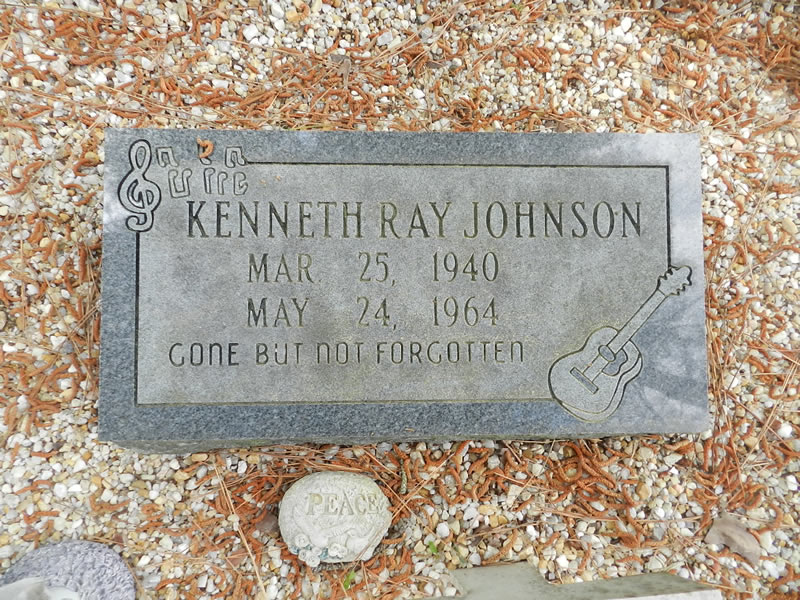 KENNETH RAY JOHNSON
MAR 25, 1940
MAY 24, 1964
GONE BUT NOT FORGOTTEN
PEACE